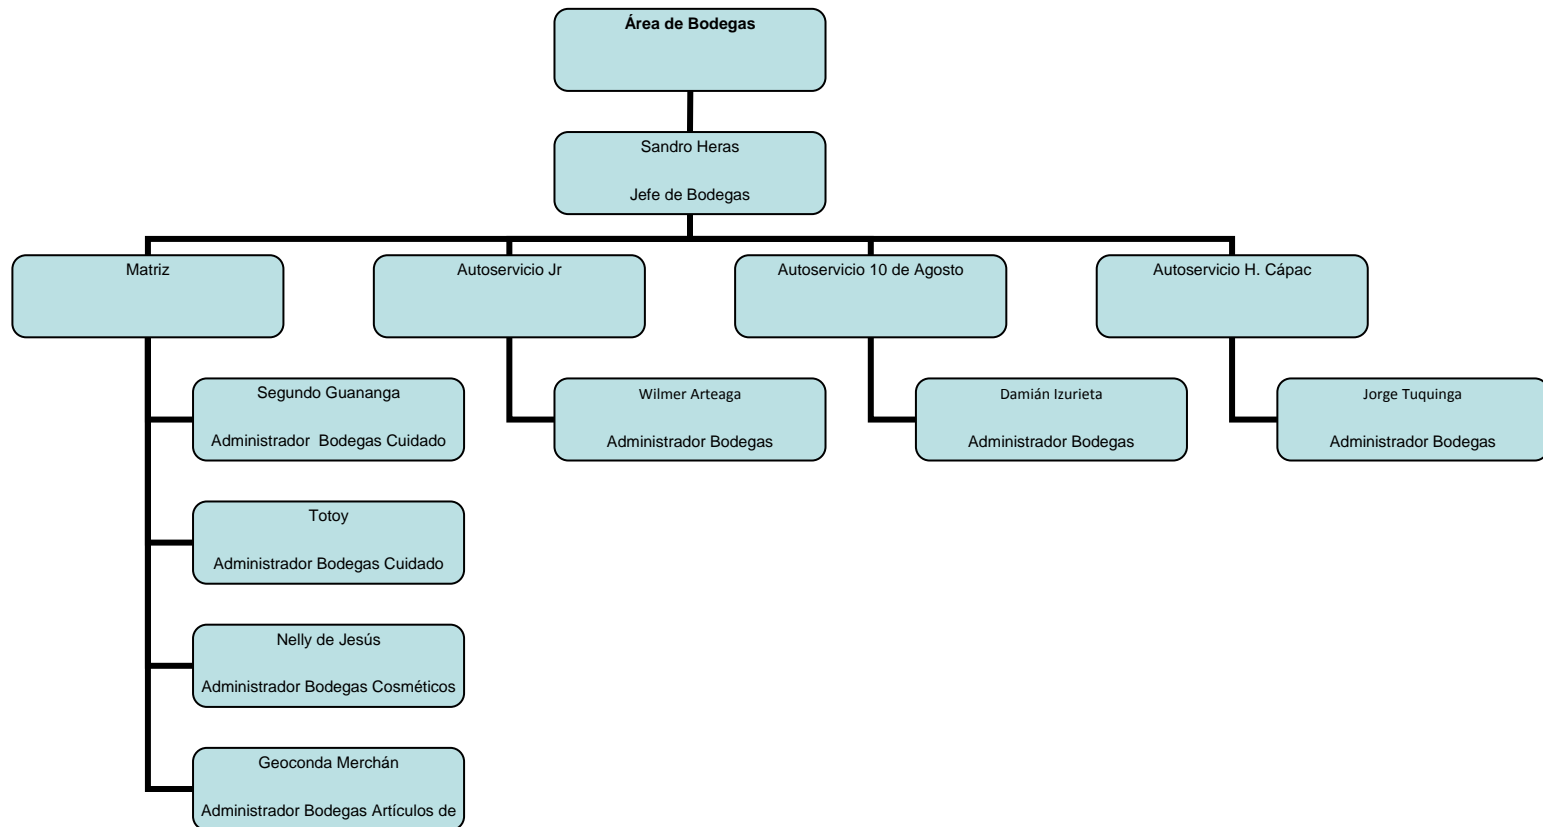 Área de Bodegas
Sandro Heras
Jefe de Bodegas
Matriz
Autoservicio Jr
Autoservicio 10 de Agosto
Autoservicio H. Cápac
Segundo Guananga
Administrador  Bodegas Cuidado
Wilmer Arteaga
Administrador Bodegas
Damián Izurieta
Administrador Bodegas
Jorge Tuquinga
Administrador Bodegas
Totoy
Administrador Bodegas Cuidado
Nelly de Jesús
Administrador Bodegas Cosméticos
Geoconda Merchán
Administrador Bodegas Artículos de